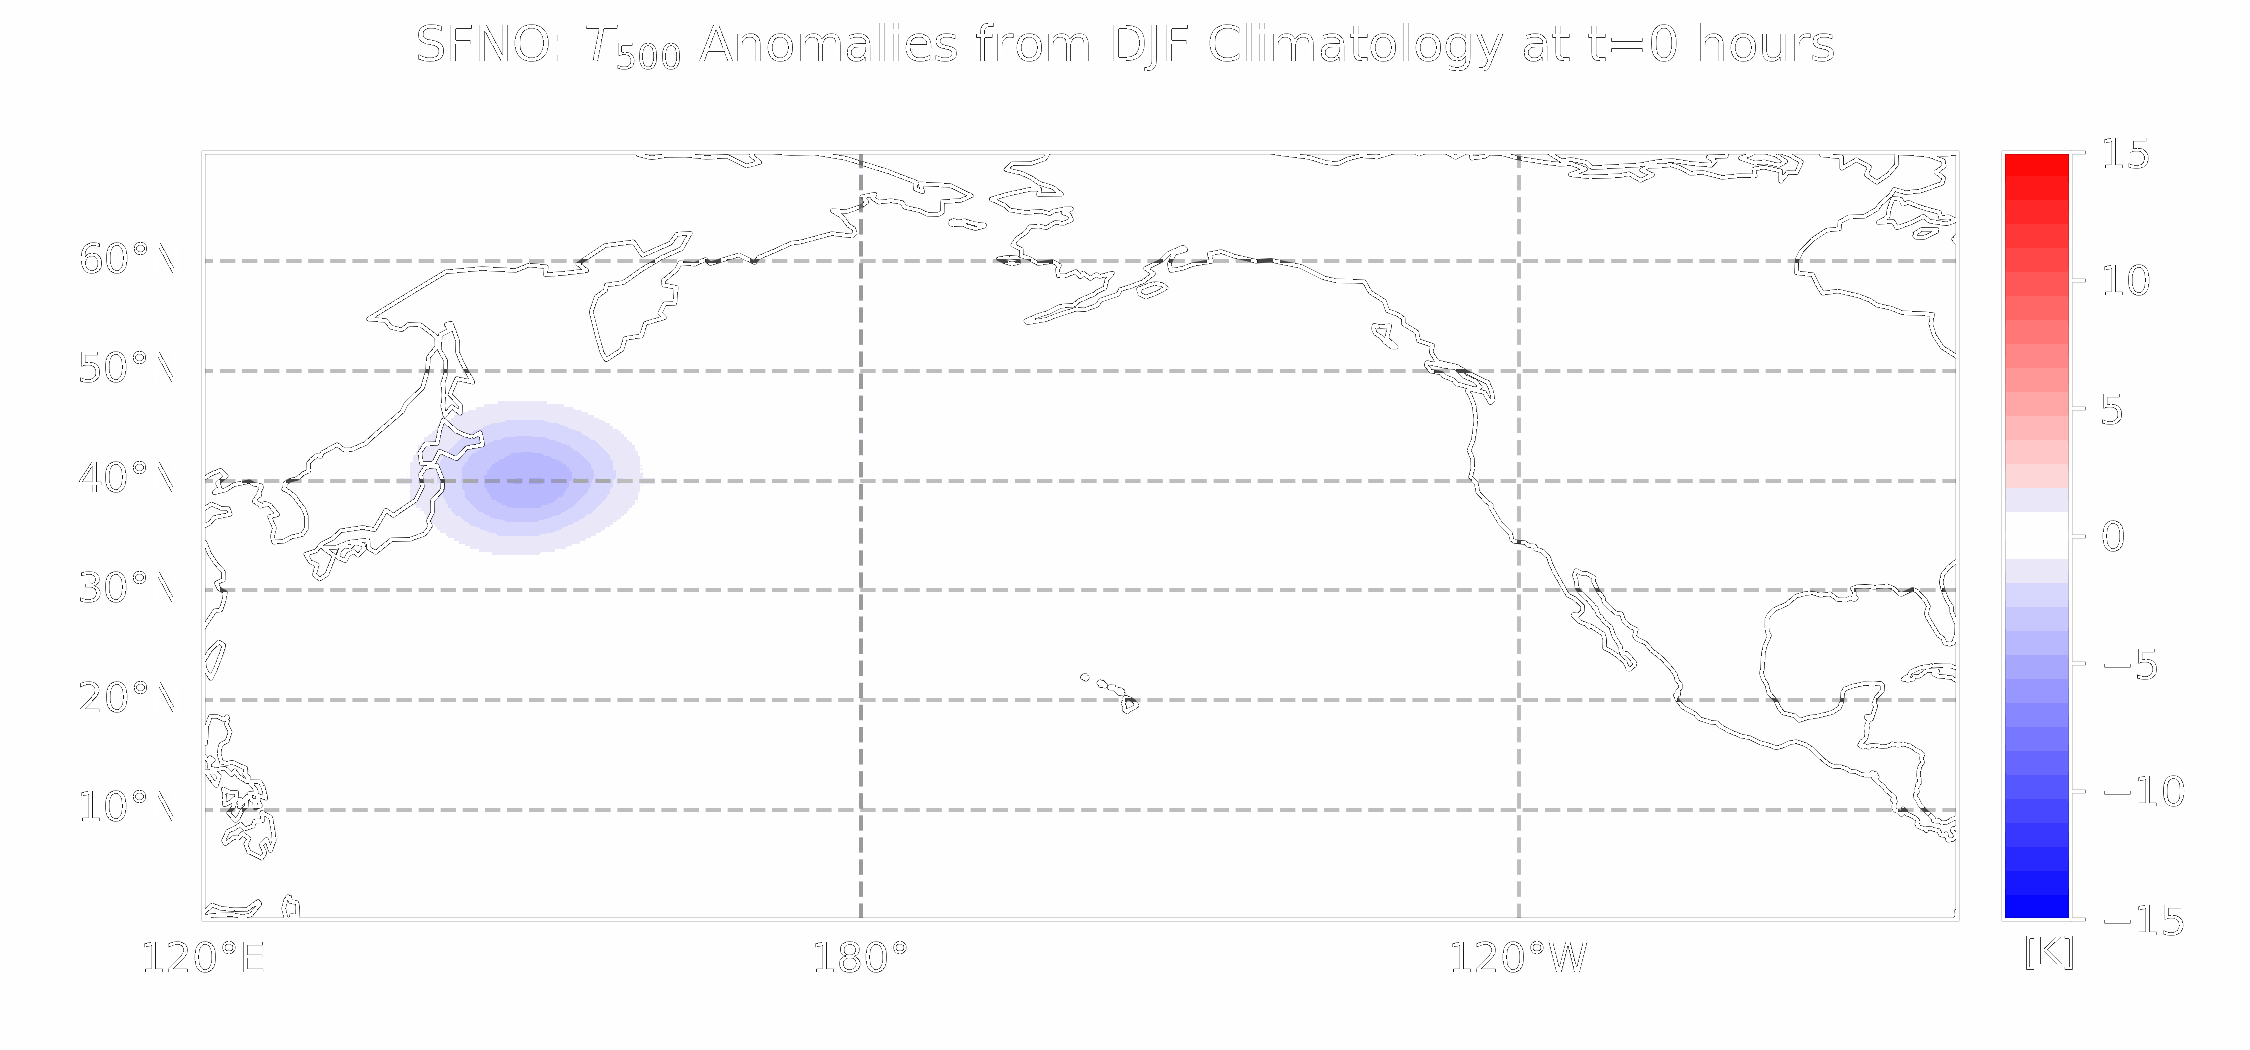 SFNO: T500 Anomalies from DJF Climatology at t=0 hours
60°N
50°N
40°N
30°N
20°N
10°N
120°E
180°
120°W
15
10
5
0
−5
−10
−15
[K]